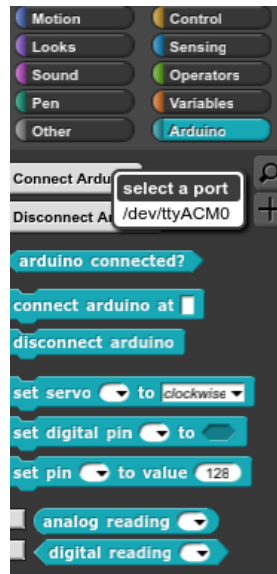 Motion Control
Looks Sensing
Sound Operators
Pen Variables
Other Arduino
Connect Ardu
select a port
/dev/ttyACM0
Disconnect A
arduino connected?
connect arduino at
disconnect arduino
set servo to clockwise
set digital pin to
set pin to value 128
analog reading
digital reading